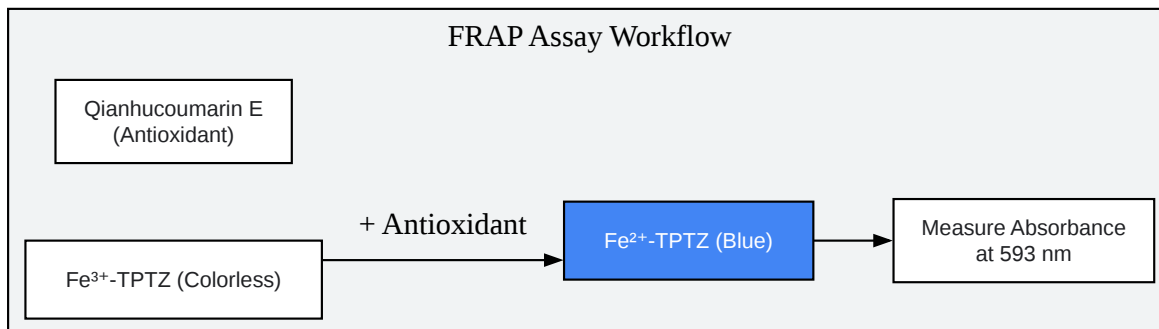 FRAP Assay Workflow
Qianhucoumarin E
(Antioxidant)
+ Antioxidant
Fe³⁺-TPTZ (Colorless)
Fe²⁺-TPTZ (Blue)
Measure Absorbance
at 593 nm